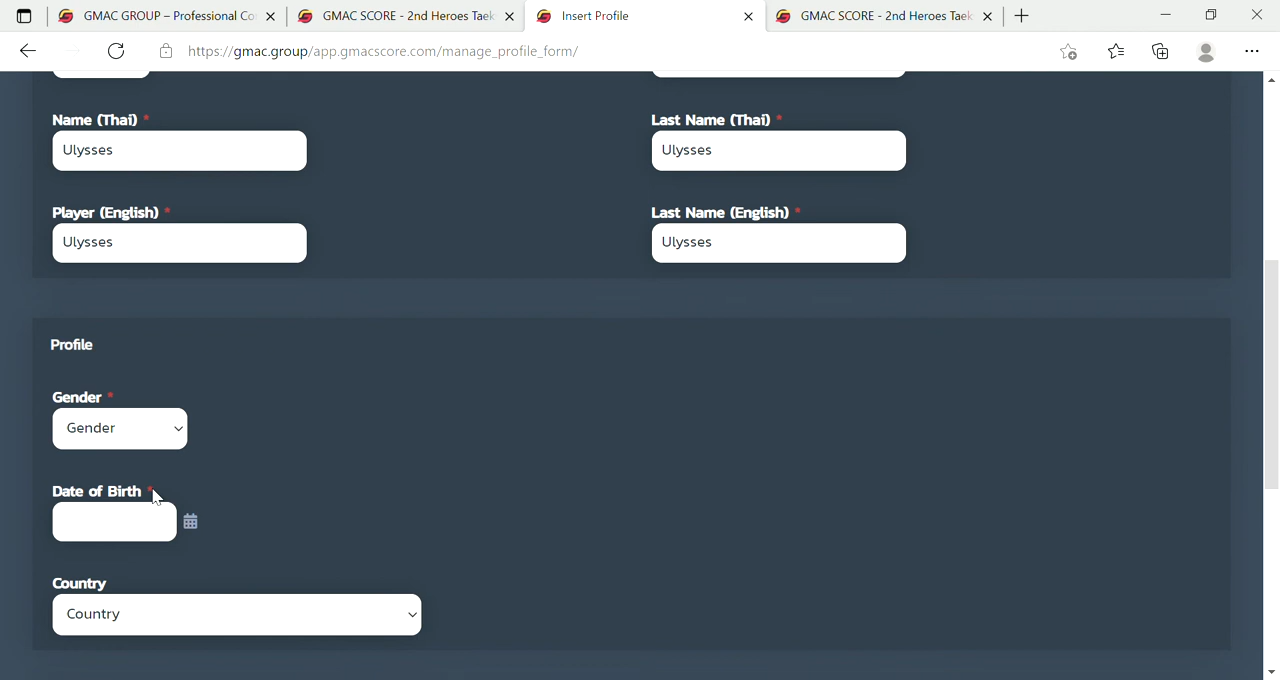 GMAC GROUP – Professional Co
GMAC SCORE - 2nd Heroes Taek
Insert Profile
GMAC SCORE - 2nd Heroes Taek
https://gmac.group/app.gmacscore.com/manage_profile_form/
Name (Thai) *
Last Name (Thai) *
Ulysses
Ulysses
Player (English) *
Last Name (English) *
Ulysses
Ulysses
Profile
Gender *
Gender
Date of Birth *
Country
Country